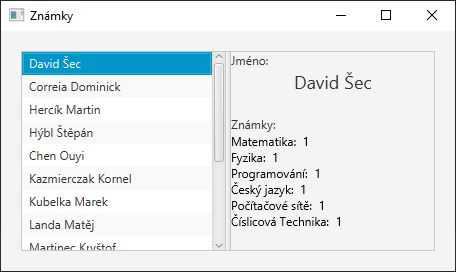 Známky
David Šec
Correia Dominick
Hercík Martin
Hýbl Štěpán
Chen Ouyi
Kazmierczak Kornel
Kubelka Marek
Landa Matěj
Martinec Kryštof
Jméno:
David Šec
Známky:
Matematika: 1
Fyzika: 1
Programování: 1
Český jazyk: 1
Počítačové sítě: 1
Číslicová Technika: 1